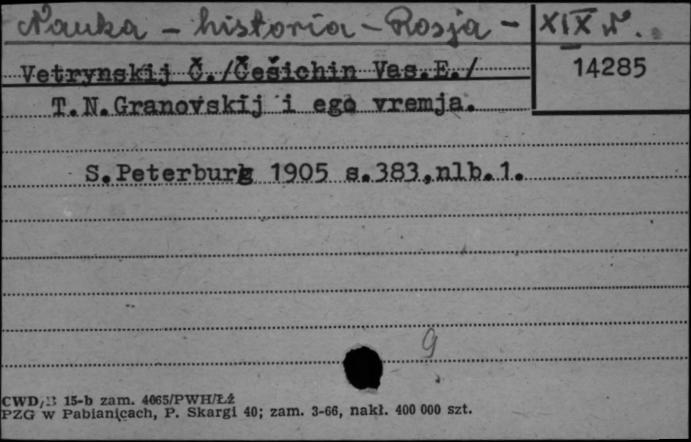 Nauka - historia - Rosja - XIX w.
Vetrynskij Č./Češichin Vas.E./
14285
T.N.Granovskij i ego vremja.
S.Peterburg 1905 s.383,nlb.1.
9
CWD/B 15-b zam. 4065/PWH/Łź
PZG w Pabianicach, P. Skargi 40; zam. 3-66, nakł. 400 000 szt.